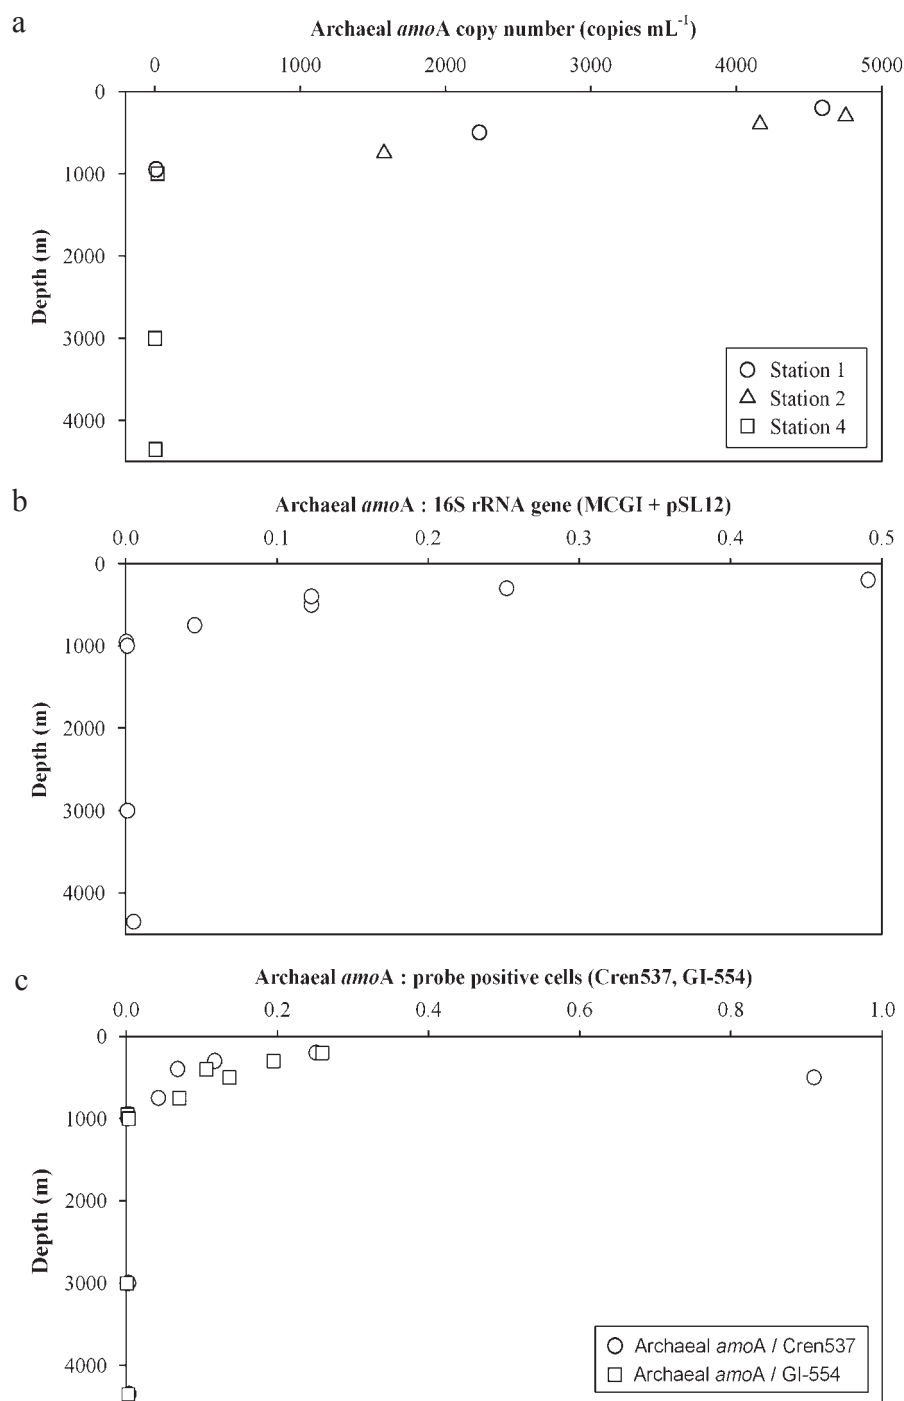 a
Archaeal amoA copy number (copies mL-1)
0 1000 2000 3000 4000 5000
0
1000
2000
3000
4000
Depth (m)
Station 1
Station 2
Station 4
b
Archaeal amoA : 16S rRNA gene (MCGI + pSL12)
0.0 0.1 0.2 0.3 0.4 0.5
0
1000
2000
3000
4000
Depth (m)
c
Archaeal amoA : probe positive cells (Cren537, GI-554)
0.0 0.2 0.4 0.6 0.8 1.0
0
1000
2000
3000
4000
Depth (m)
Archaeal amoA / Cren537
Archaeal amoA / GI-554